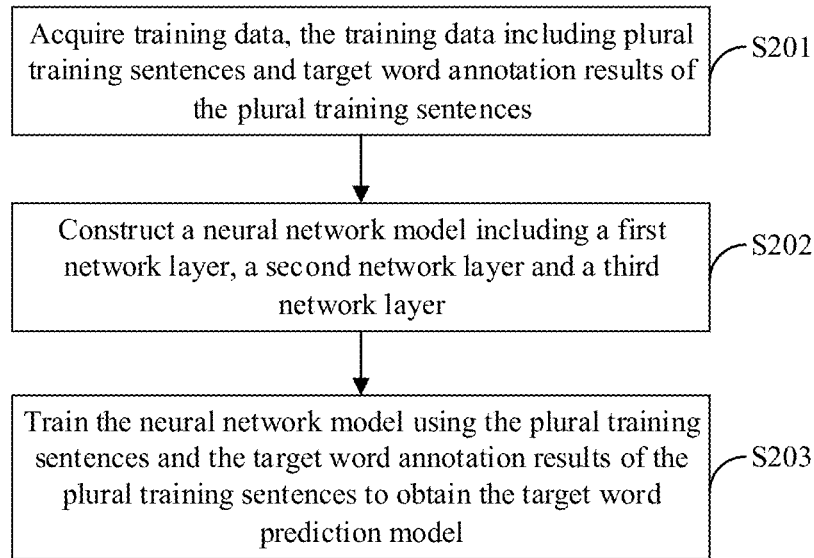 Acquire training data, the training data including plural
training sentences and target word annotation results of
the plural training sentences
S201
Construct a neural network model including a first
network layer, a second network layer and a third
network layer
S202
Train the neural network model using the plural training
sentences and the target word annotation results of the
plural training sentences to obtain the target word
prediction model
S203